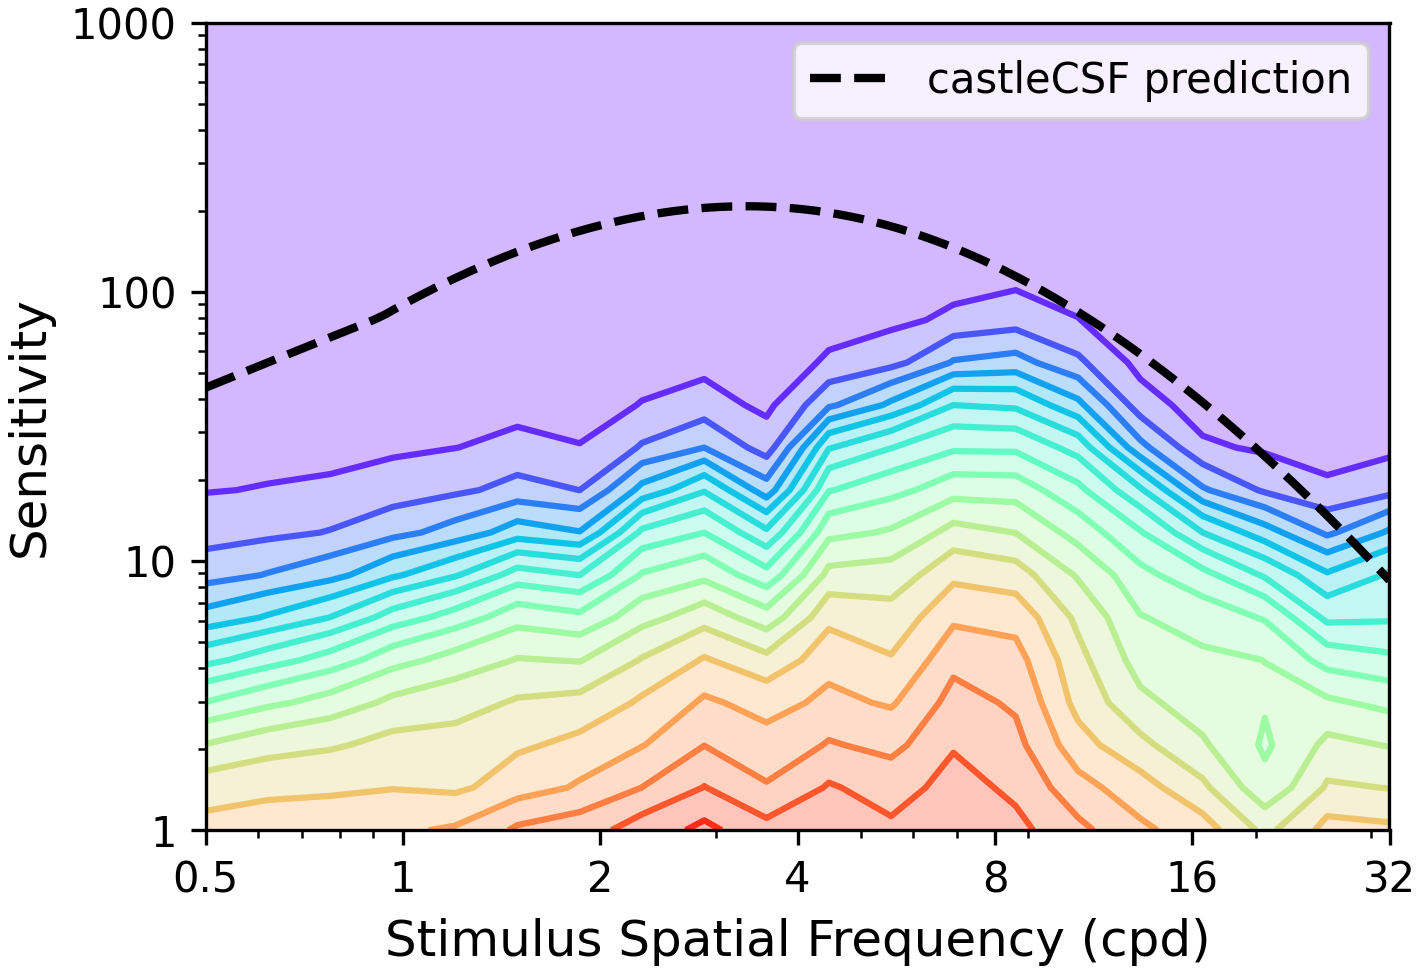 1000
100
10
1
Sensitivity
castleCSF prediction
0.5 1 2 4 8 16 32
Stimulus Spatial Frequency (cpd)